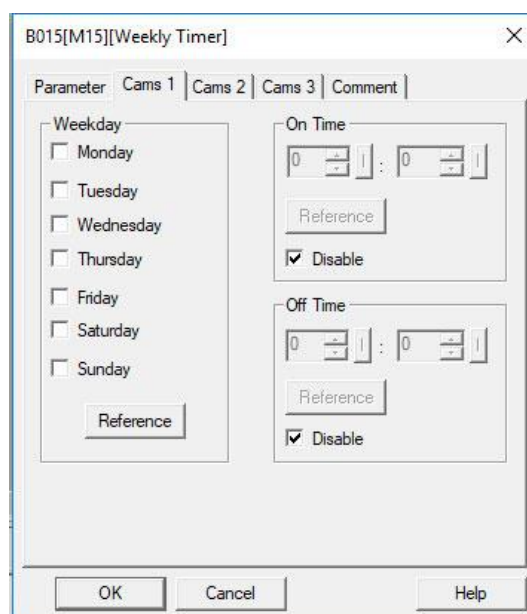 B015[M15][Weekly Timer]
Parameter Cams 1 Cams 2 Cams 3 Comment
Weekday
Monday
Tuesday
Wednesday
Thursday
Friday
Saturday
Sunday
Reference
On Time
0 : 0
Reference
Disable
Off Time
0 : 0
Reference
Disable
OK Cancel Help